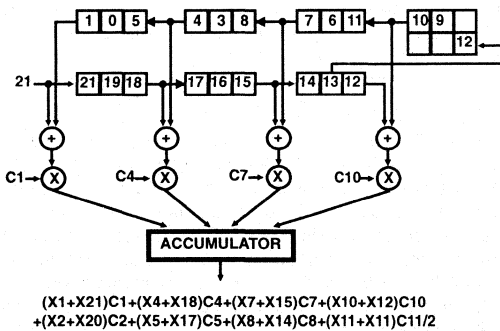 1 0 5 4 3 8 7 6 11 10 9
12
21 21 19 18 17 16 15 14 13 12
+ + + +
C1 X C4 X C7 X C10 X
ACCUMULATOR
(X1+X21)C1+(X4+X18)C4+(X7+X15)C7+(X10+X12)C10
+(X2+X20)C2+(X5+X17)C5+(X8+X14)C8+(X11+X11)C11/2